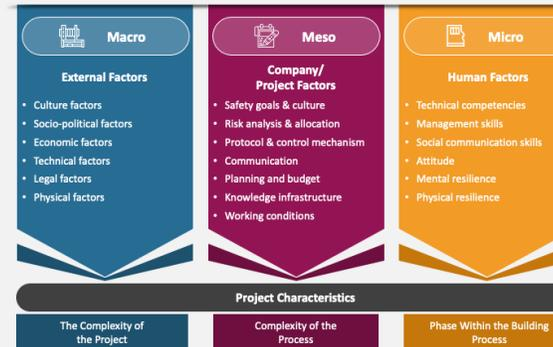 Macro
External Factors
• Culture factors
• Socio-political factors
• Economic factors
• Technical factors
• Legal factors
• Physical factors
Meso
Company/
Project Factors
• Safety goals & culture
• Risk analysis & allocation
• Protocol & control mechanism
• Communication
• Planning and budget
• Knowledge infrastructure
• Working conditions
Micro
Human Factors
• Technical competencies
• Management skills
• Social communication skills
• Attitude
• Mental resilience
• Physical resilience
Project Characteristics
The Complexity of
the Project
Complexity of the
Process
Phase Within the Building
Process